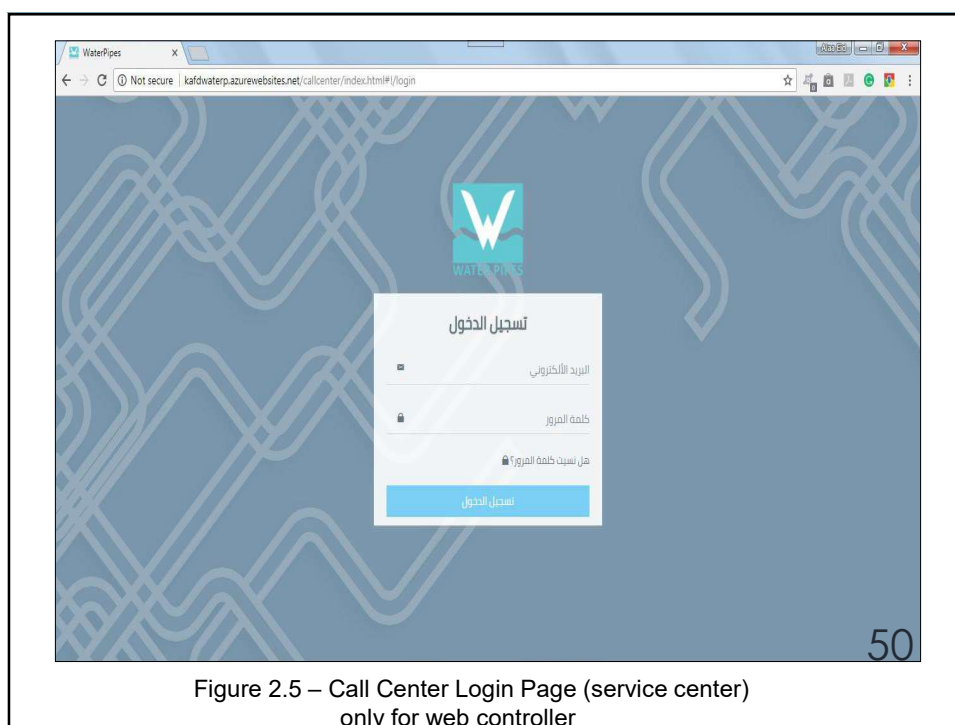 WaterPipes
Alaa Eid
Not secure | kafdwaterp.azurewebsites.net/callcenter/index.html#!/login
WATER PIPES
تسجيل الدخول
البريد الألكتروني
كلمة المرور
هل نسيت كلمة المرور؟
تسجيل الدخول
50
Figure 2.5 – Call Center Login Page (service center)
only for web controller